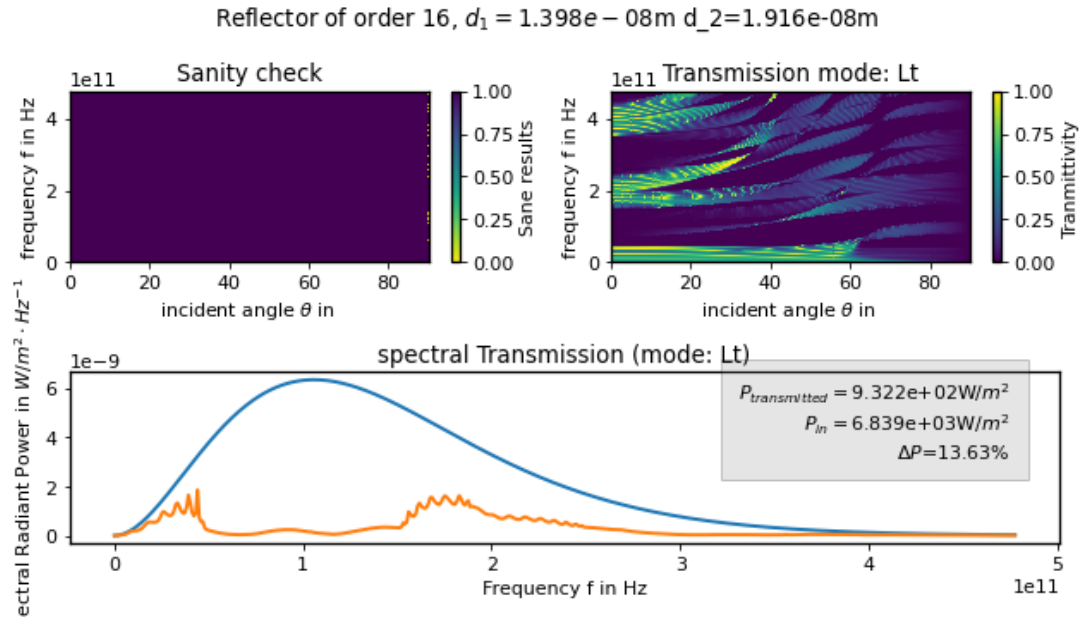 Reflector of order 16, d₁ = 1.398e − 08m d_2=1.916e-08m
Sanity check
1e11
frequency f in Hz
4
2
0
0 20 40 60 80
incident angle θ in
1.00
0.75
0.50
0.25
0.00
Sane results
Transmission mode: Lt
1e11
frequency f in Hz
4
2
0
0 20 40 60 80
incident angle θ in
1.00
0.75
0.50
0.25
0.00
Tranmittivity
spectral Transmission (mode: Lt)
1e−9
ectral Radiant Power in W/m² · Hz⁻¹
6
4
2
0
P_transmitted = 9.322e+02W/m²
P_in = 6.839e+03W/m²
ΔP=13.63%
0 1 2 3 4 5
1e11
Frequency f in Hz